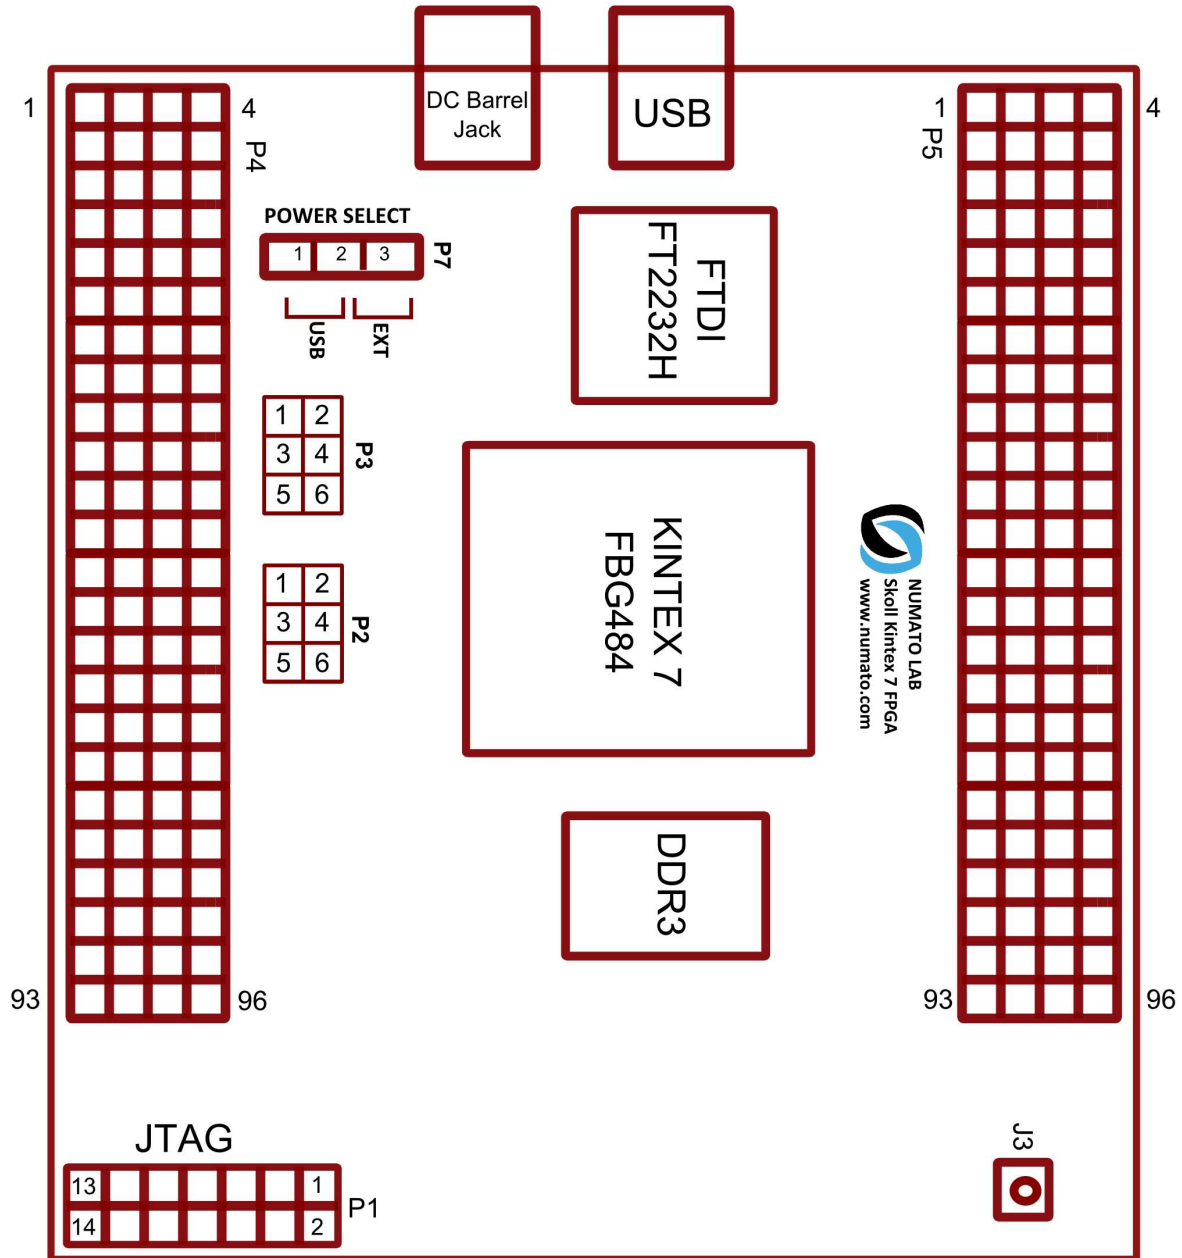 DC Barrel
Jack
USB
1
4
P4
1
4
P5
POWER SELECT
1 2 3
P7
USB
EXT
FTDI
FT2232H
1 2
3 4
5 6
P3
KINTEX 7
FBG484
NUMATO LAB
Skoll Kintex 7 FPGA
www.numato.com
1 2
3 4
5 6
P2
DDR3
93
96
93
96
JTAG
13 1
14 2
P1
J3